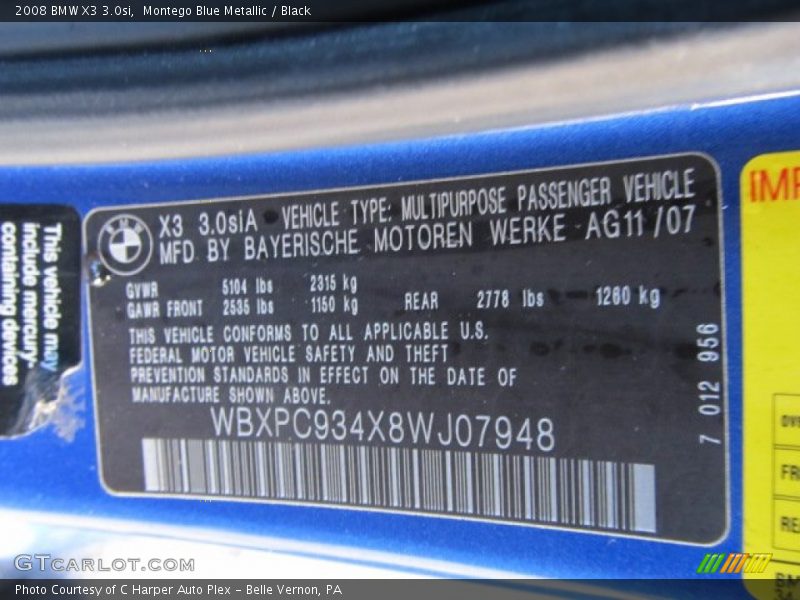 2008 BMW X3 3.0si, Montego Blue Metallic / Black
This vehicle may
include mercury
containing devices
BMW
X3 3.0siA VEHICLE TYPE: MULTIPURPOSE PASSENGER VEHICLE
MFD BY BAYERISCHE MOTOREN WERKE AG11/07
GVWR 5104 lbs 2315 kg
GAWR FRONT 2535 lbs 1150 kg REAR 2778 lbs 1260 kg
THIS VEHICLE CONFORMS TO ALL APPLICABLE U.S.
FEDERAL MOTOR VEHICLE SAFETY AND THEFT
PREVENTION STANDARDS IN EFFECT ON THE DATE OF
MANUFACTURE SHOWN ABOVE.
WBXPC934X8WJ07948
7 012 956
IMP
FR
BM
GTCARLOT.COM
Photo Courtesy of C Harper Auto Plex - Belle Vernon, PA